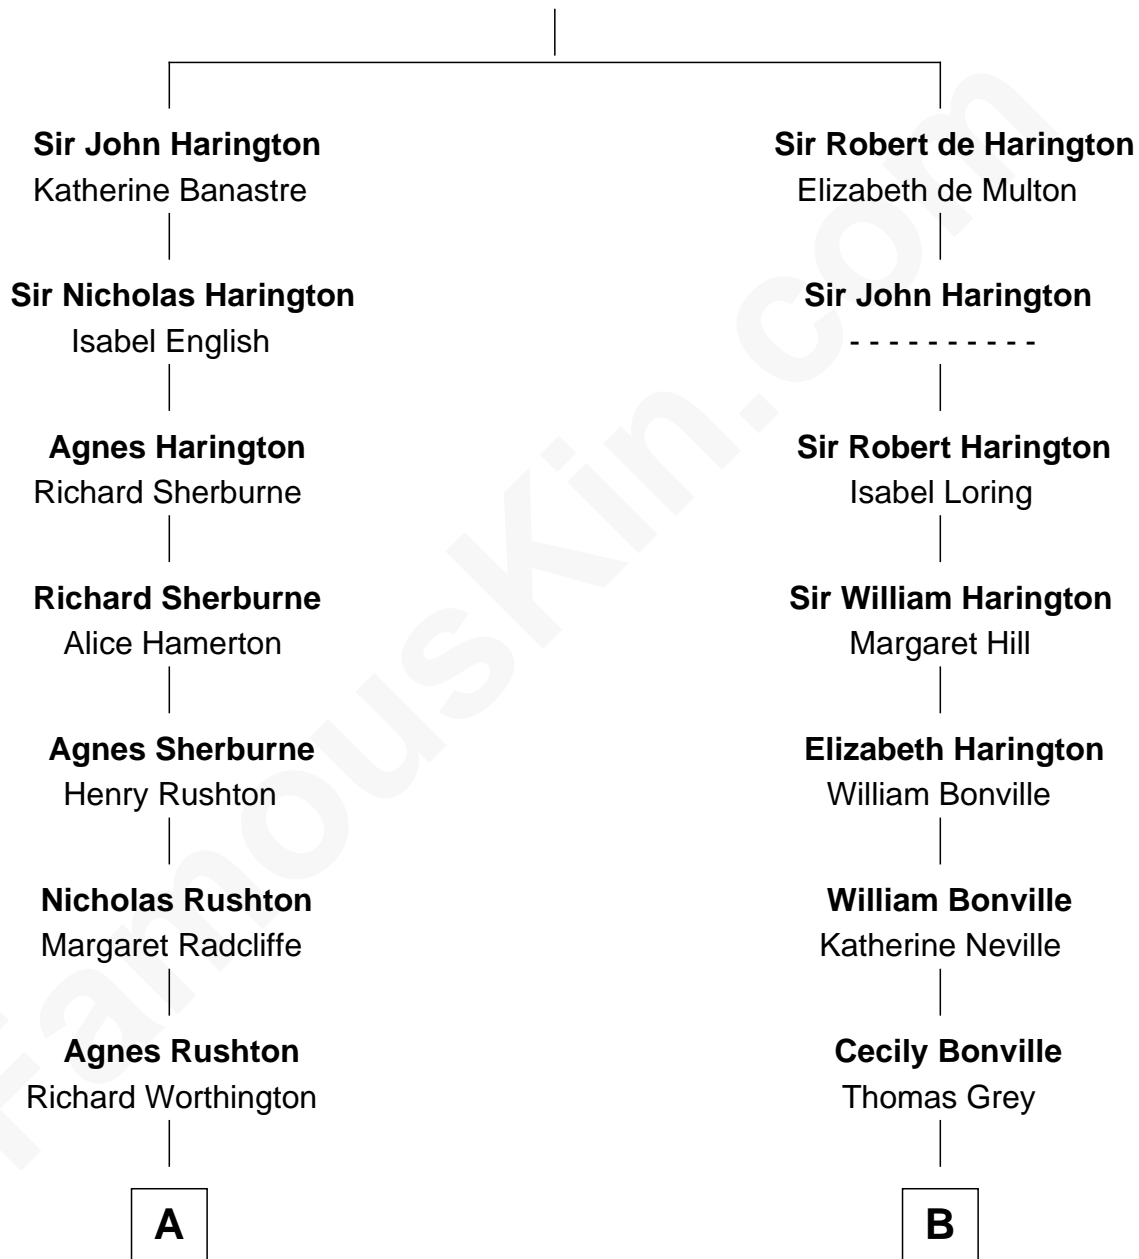 Sir John Harington
Katherine Banastre
Sir Nicholas Harington
Isabel English
Agnes Harington
Richard Sherburne
Richard Sherburne
Alice Hamerton
Agnes Sherburne
Henry Rushton
Nicholas Rushton
Margaret Radcliffe
Agnes Rushton
Richard Worthington
A
Sir Robert de Harington
Elizabeth de Multon
Sir John Harington
- - - - - - - - - -
Sir Robert Harington
Isabel Loring
Sir William Harington
Margaret Hill
Elizabeth Harington
William Bonville
William Bonville
Katherine Neville
Cecily Bonville
Thomas Grey
B
FamousKin.com